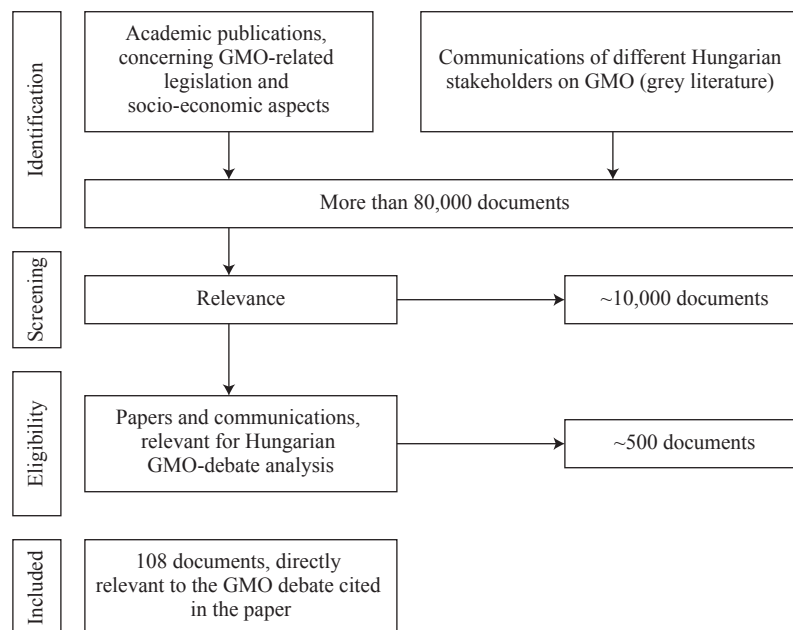 Identification
Academic publications,
concerning GMO-related
legislation and
socio-economic aspects
Communications of different Hungarian
stakeholders on GMO (grey literature)
More than 80,000 documents
Screening
Relevance
~10,000 documents
Eligibility
Papers and communications,
relevant for Hungarian
GMO-debate analysis
~500 documents
Included
108 documents, directly
relevant to the GMO debate cited
in the paper